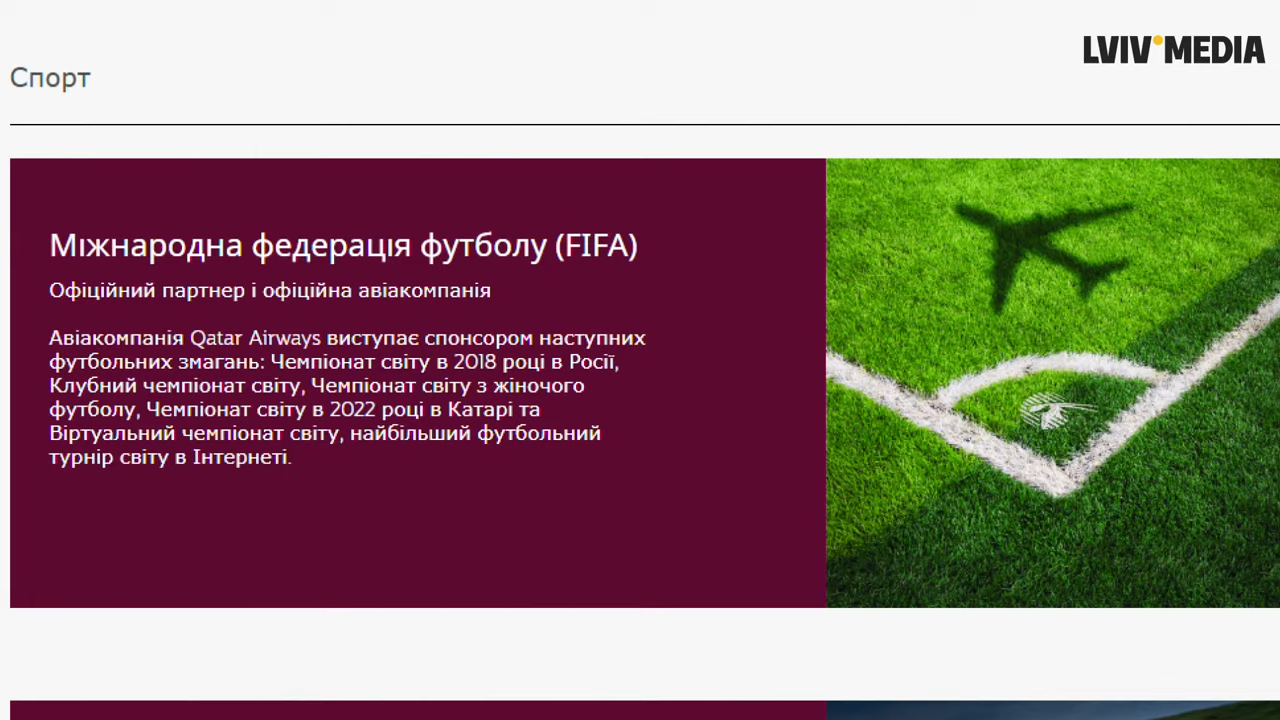 LVIV MEDIA
Спорт
Міжнародна федерація футболу (FIFA)
Офіційний партнер і офіційна авіакомпанія
Авіакомпанія Qatar Airways виступає спонсором наступних
футбольних змагань: Чемпіонат світу в 2018 році в Росії,
Клубний чемпіонат світу, Чемпіонат світу з жіночого
футболу, Чемпіонат світу в 2022 році в Катарі та
Віртуальний чемпіонат світу, найбільший футбольний
турнір світу в Інтернеті.